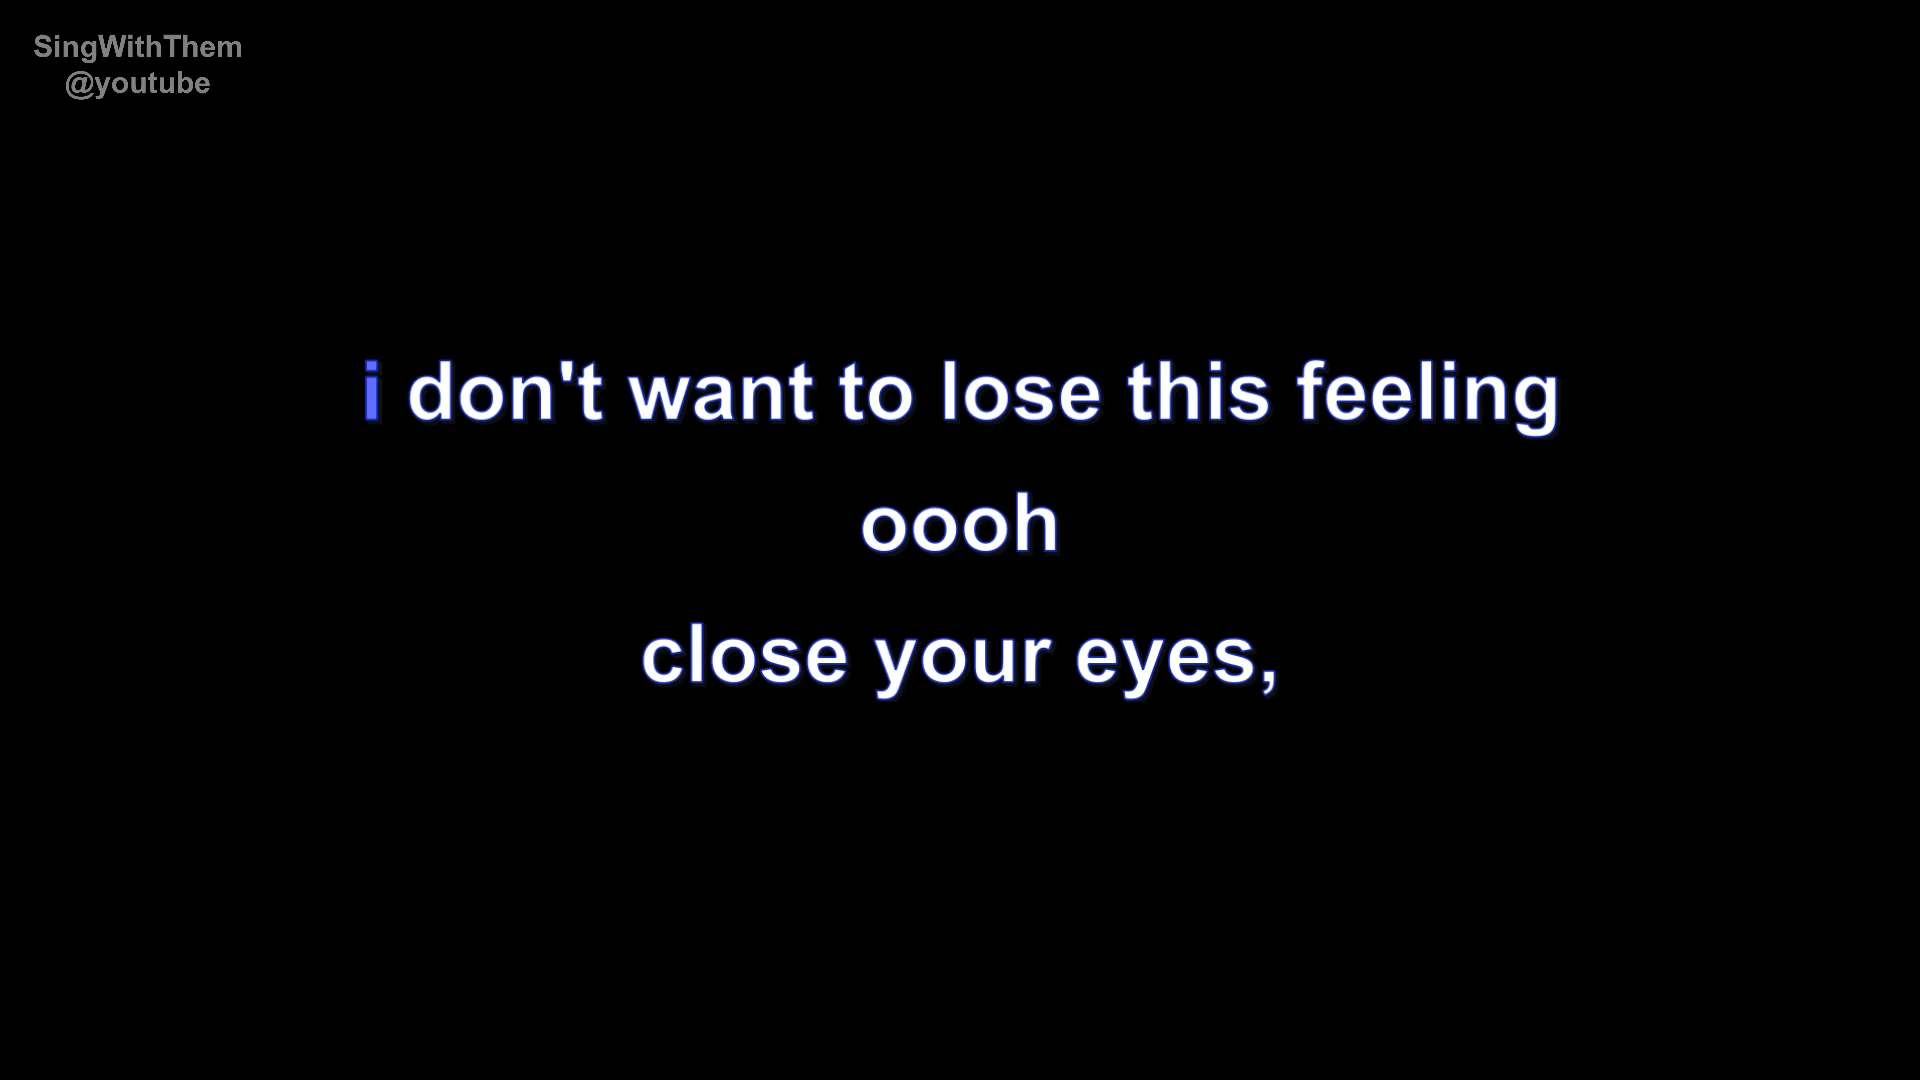 SingWithThem
@youtube
i don't want to lose this feeling
oooh
close your eyes,